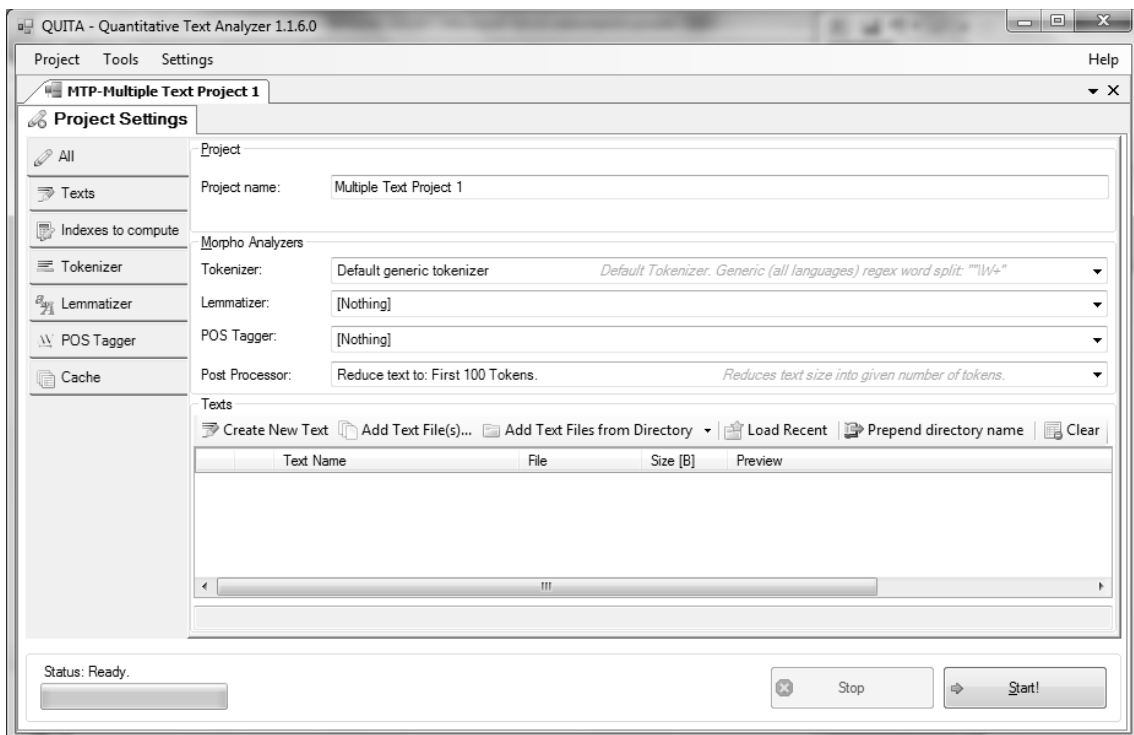 QUITA - Quantitative Text Analyzer 1.1.6.0
Project Tools Settings Help
MTP-Multiple Text Project 1
Project Settings
All
Texts
Indexes to compute
Tokenizer
Lemmatizer
POS Tagger
Cache
Project
Project name: Multiple Text Project 1
Morpho Analyzers
Tokenizer: Default generic tokenizer Default Tokenizer. Generic (all languages) regex word split: ""\W+"
Lemmatizer: [Nothing]
POS Tagger: [Nothing]
Post Processor: Reduce text to: First 100 Tokens. Reduces text size into given number of tokens.
Texts
Create New Text Add Text File(s)... Add Text Files from Directory Load Recent Prepend directory name Clear
Text Name File Size [B] Preview
Status: Ready.
Stop Start!